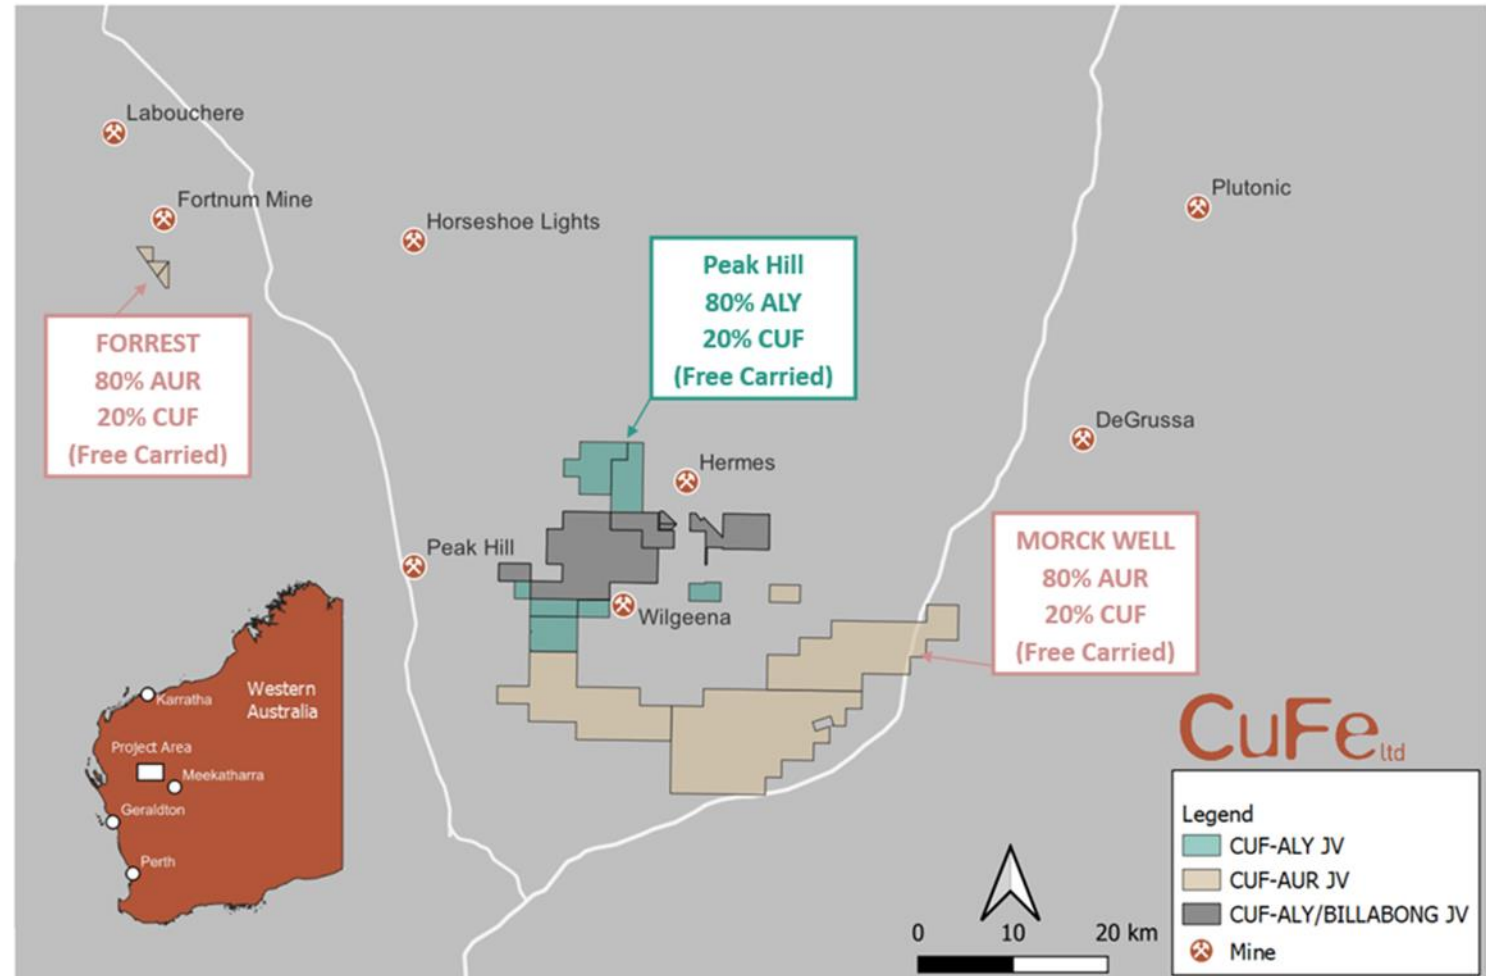 Labouchere
Fortnum Mine
Horseshoe Lights
Plutonic
Peak Hill
80% ALY
20% CUF
(Free Carried)
FORREST
80% AUR
20% CUF
(Free Carried)
DeGrussa
Hermes
MORCK WELL
80% AUR
20% CUF
(Free Carried)
Peak Hill
Wilgeena
Western
Australia
Karratha
Project Area
Meekatharra
Geraldton
Perth
CuFe ltd
Legend
CUF-ALY JV
CUF-AUR JV
CUF-ALY/BILLABONG JV
Mine
0 10 20 km